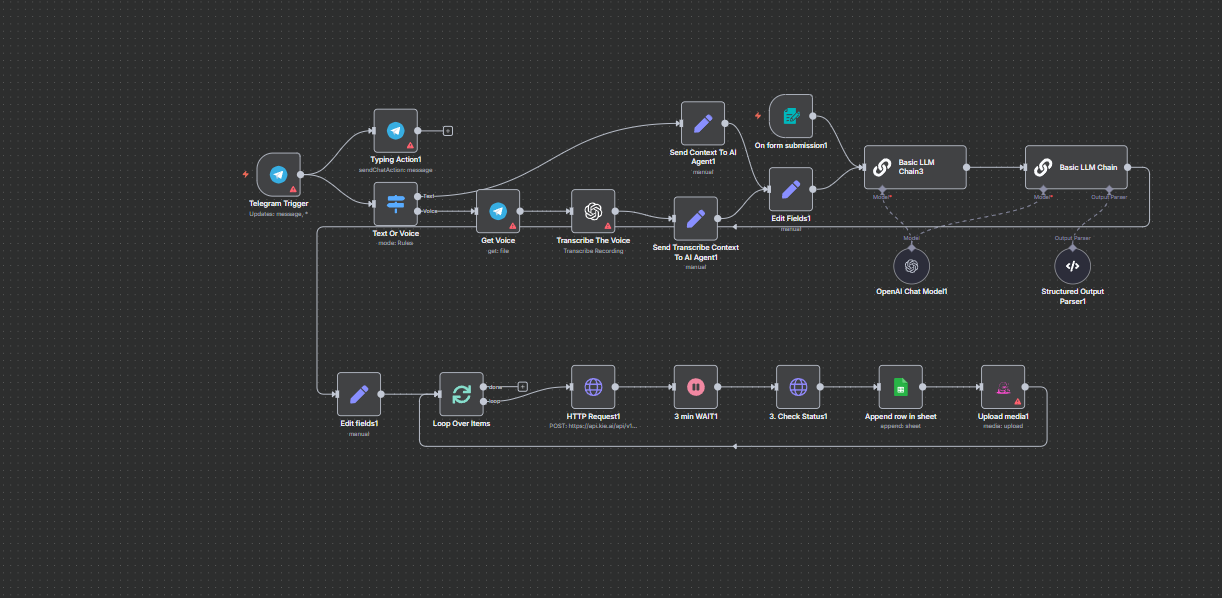 Typing Action1
sendChatAction: message
Telegram Trigger
Updates: message, *
Text Or Voice
mode: Rules
Text
Voice
Get Voice
get: file
Transcribe The Voice
Transcribe Recording
Send Context To AI
Agent1
manual
Send Transcribe Context
To AI Agent1
manual
On form submission1
Edit Fields1
manual
Basic LLM
Chain3
Model*
Basic LLM Chain
Model*
Output Parser
Model
OpenAI Chat Model1
Output Parser
Structured Output
Parser1
Edit fields1
manual
Loop Over Items
done
loop
HTTP Request1
POST: https://api.kie.ai/api/v1...
3 min WAIT1
3. Check Status1
Append row in sheet
append: sheet
Upload media1
media: upload